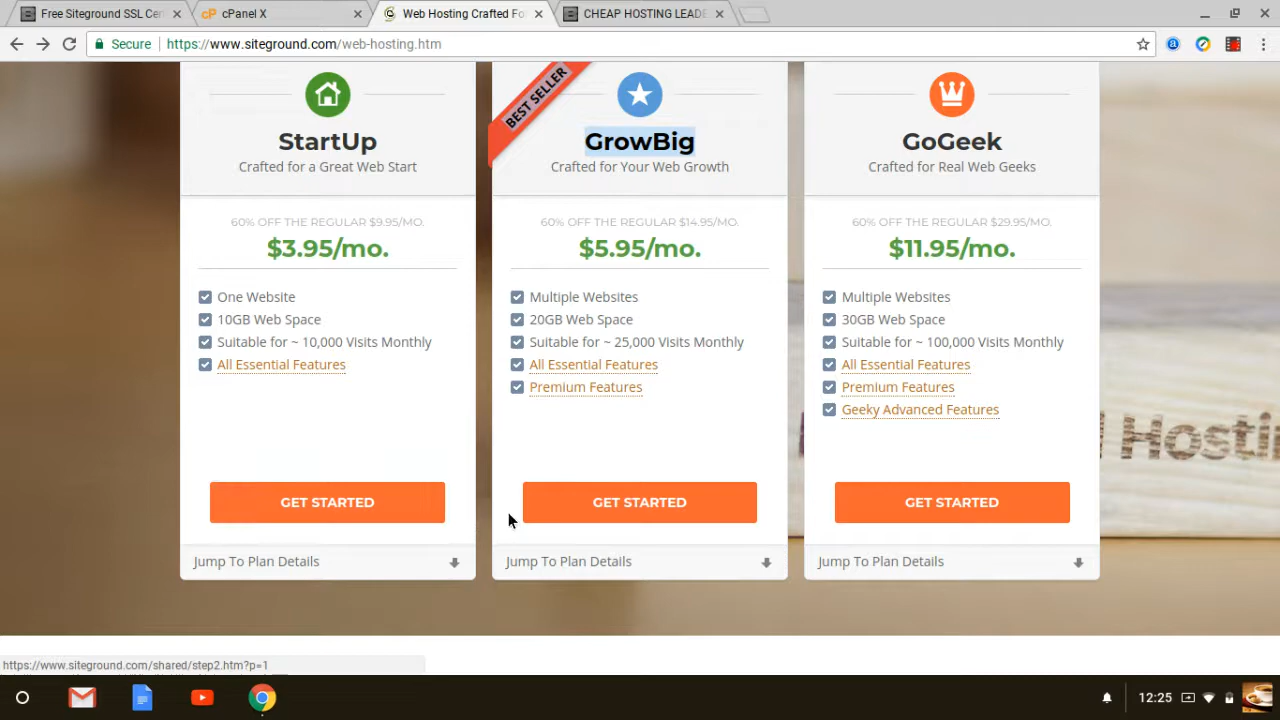 Free Siteground SSL Cer
cPanel X
Web Hosting Crafted Fo
CHEAP HOSTING LEADE
Secure
https://www.siteground.com/web-hosting.htm
BEST SELLER
StartUp
Crafted for a Great Web Start
60% OFF THE REGULAR $9.95/MO.
$3.95/mo.
One Website
10GB Web Space
Suitable for ~ 10,000 Visits Monthly
All Essential Features
GET STARTED
Jump To Plan Details
GrowBig
Crafted for Your Web Growth
60% OFF THE REGULAR $14.95/MO.
$5.95/mo.
Multiple Websites
20GB Web Space
Suitable for ~ 25,000 Visits Monthly
All Essential Features
Premium Features
GET STARTED
Jump To Plan Details
GoGeek
Crafted for Real Web Geeks
60% OFF THE REGULAR $29.95/MO.
$11.95/mo.
Multiple Websites
30GB Web Space
Suitable for ~ 100,000 Visits Monthly
All Essential Features
Premium Features
Geeky Advanced Features
GET STARTED
Jump To Plan Details
Hostin
https://www.siteground.com/shared/step2.htm?p=1
12:25